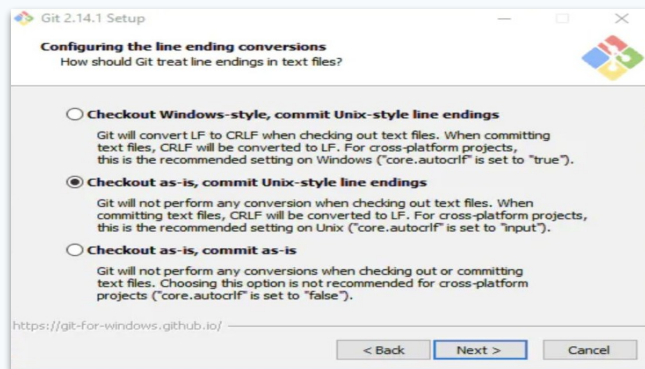 Git 2.14.1 Setup
Configuring the line ending conversions
How should Git treat line endings in text files?
Checkout Windows-style, commit Unix-style line endings
Git will convert LF to CRLF when checking out text files. When committing
text files, CRLF will be converted to LF. For cross-platform projects,
this is the recommended setting on Windows ("core.autocrlf" is set to "true").
Checkout as-is, commit Unix-style line endings
Git will not perform any conversion when checking out text files. When
committing text files, CRLF will be converted to LF. For cross-platform projects,
this is the recommended setting on Unix ("core.autocrlf" is set to "input").
Checkout as-is, commit as-is
Git will not perform any conversions when checking out or committing
text files. Choosing this option is not recommended for cross-platform
projects ("core.autocrlf" is set to "false").
https://git-for-windows.github.io/
< Back Next > Cancel